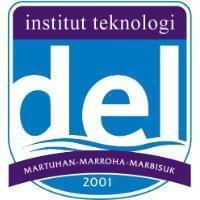 institut teknologi
del
MARTUHAN-MARROHA-MARBISUK
2001